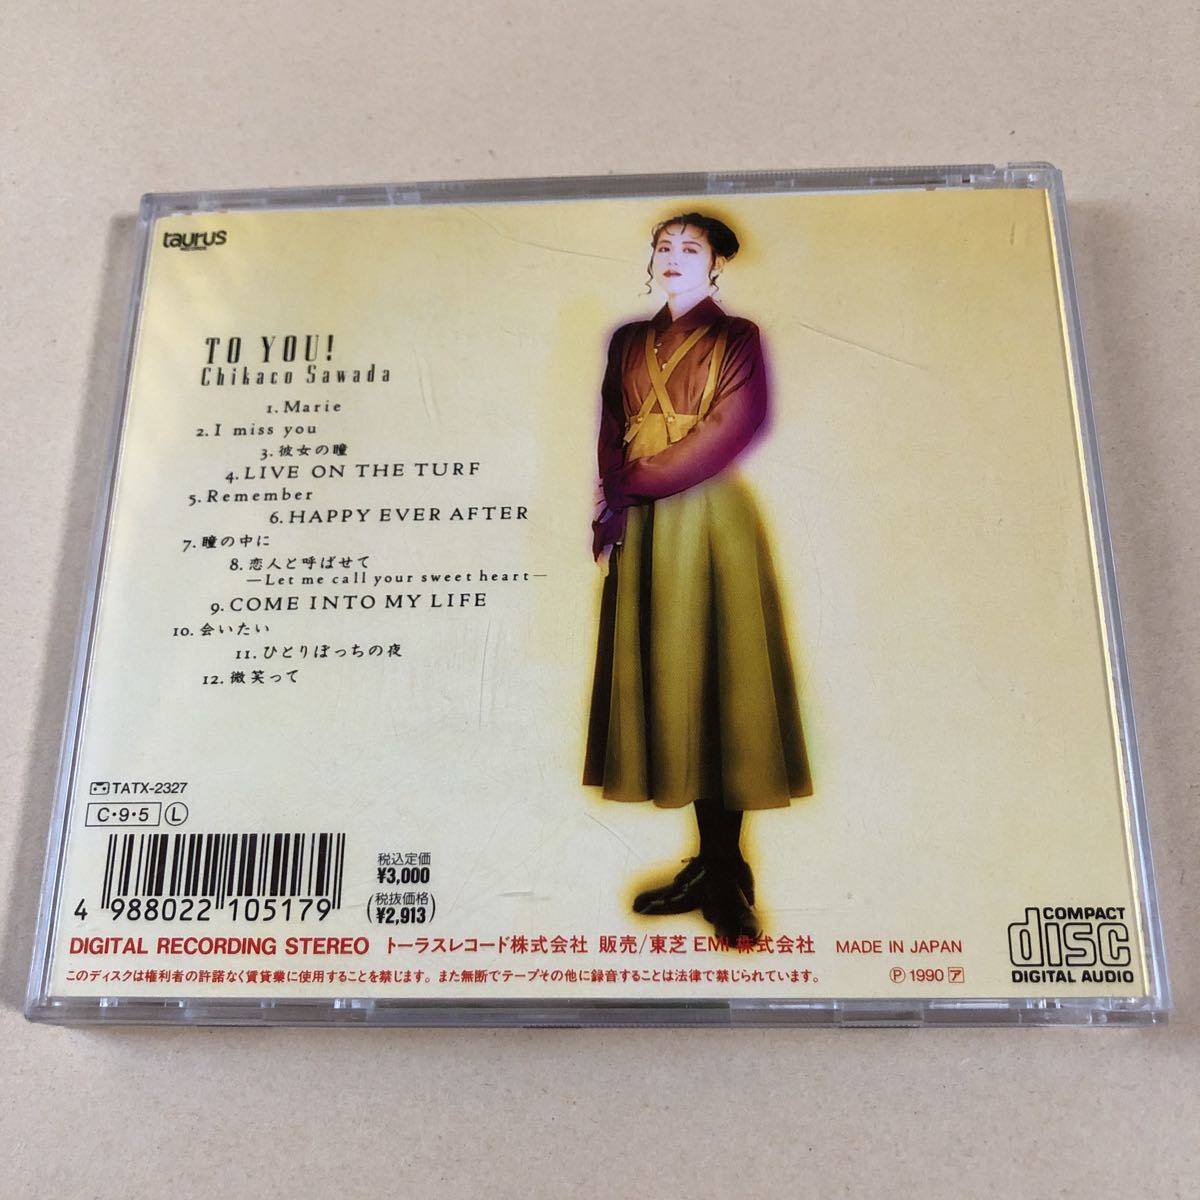 taurus
TO YOU!
Chikaco Sawada
1. Marie
2. I miss you
3. 彼女の瞳
4. LIVE ON THE TURF
5. Remember
6. HAPPY EVER AFTER
7. 瞳の中に
8. 恋人と呼ばせて
—Let me call your sweet heart—
9. COME INTO MY LIFE
10. 会いたい
11. ひとりぼっちの夜
12. 微笑って
TATX-2327
C・9・5 L
税込定価
¥3,000
(税抜価格
¥2,913)
4 988022 105179
DIGITAL RECORDING STEREO トーラスレコード株式会社 販売/東芝EMI株式会社 MADE IN JAPAN
このディスクは権利者の許諾なく賃貸業に使用することを禁じます。また無断でテープその他に録音することは法律で禁じられています。 Ⓟ 1990 ア
COMPACT
disc
DIGITAL AUDIO